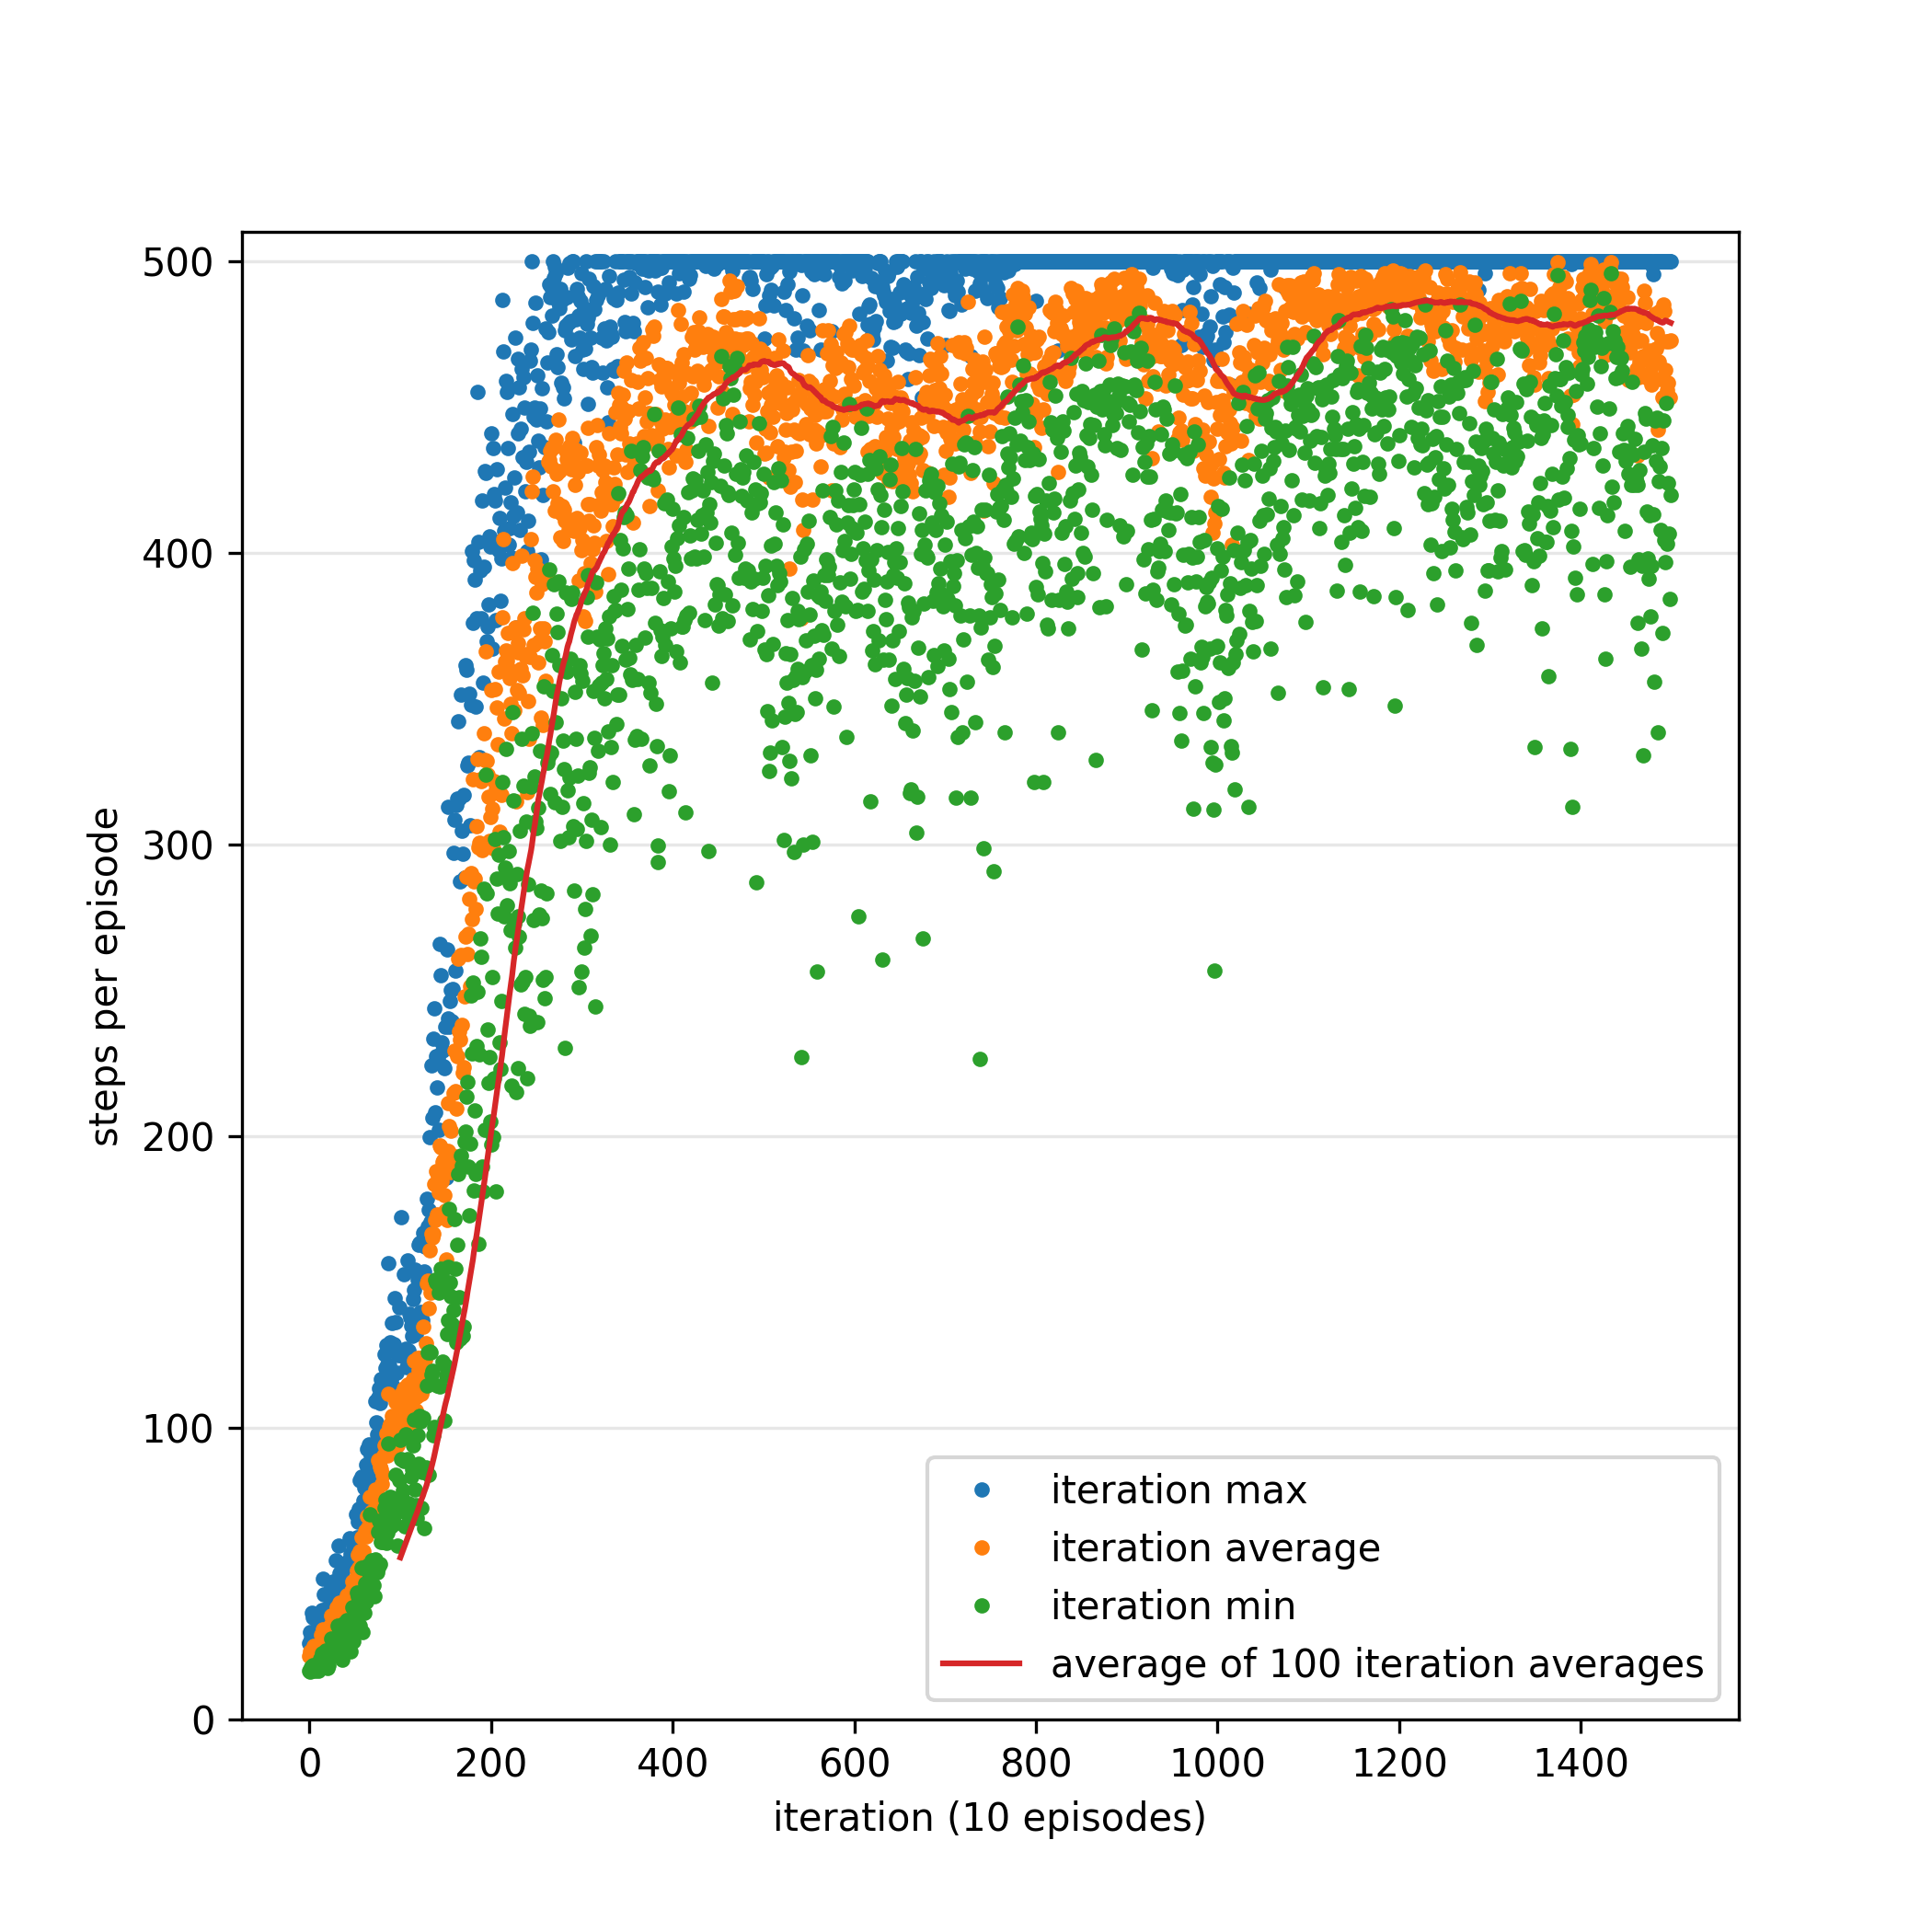 500
400
300
200
100
0
steps per episode
0 200 400 600 800 1000 1200 1400
iteration (10 episodes)
iteration max
iteration average
iteration min
average of 100 iteration averages